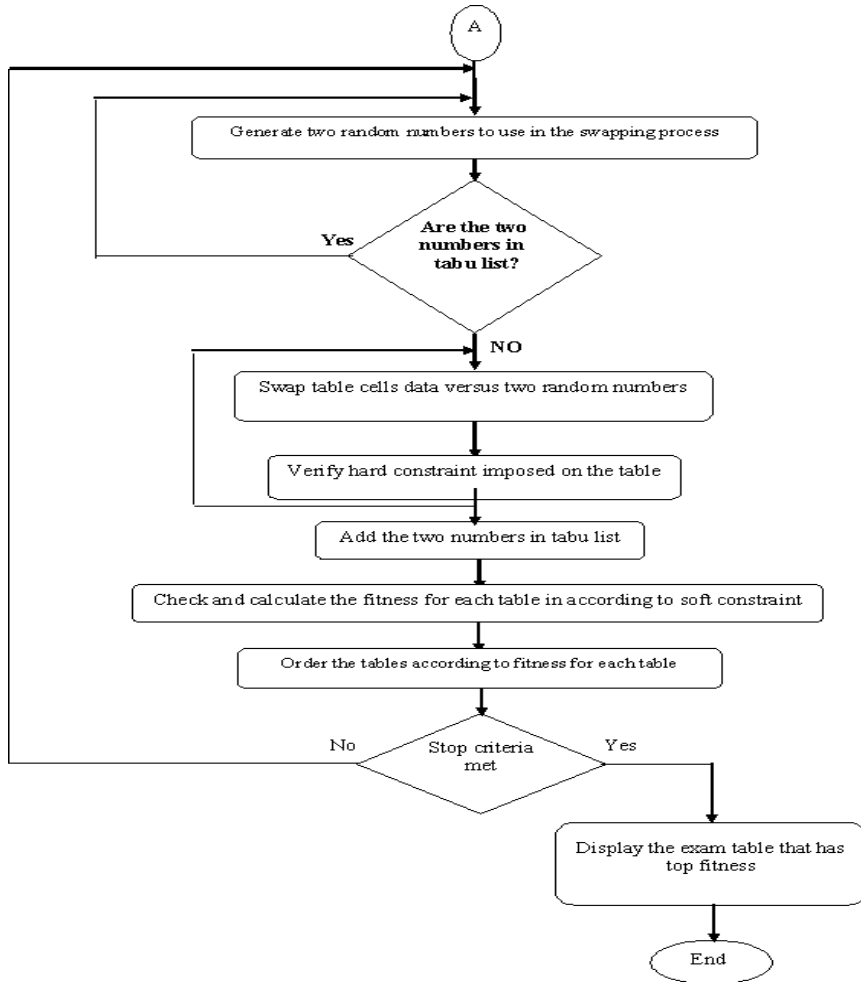 A
Generate two random numbers to use in the swapping process
Yes
Are the two
numbers in
tabu list?
NO
Swap table cells data versus two random numbers
Verify hard constraint imposed on the table
Add the two numbers in tabu list
Check and calculate the fitness for each table in according to soft constraint
Order the tables according to fitness for each table
No
Stop criteria
met
Yes
Display the exam table that has
top fitness
End